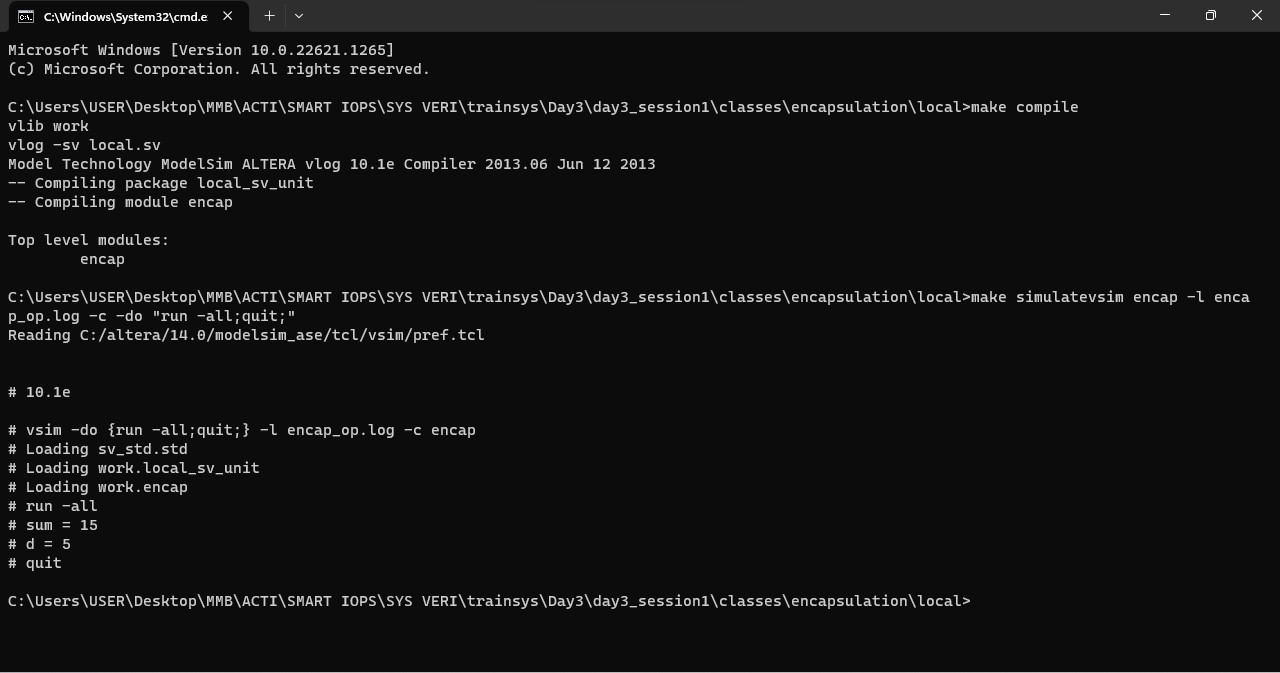 C:\Windows\System32\cmd.e
Microsoft Windows [Version 10.0.22621.1265]
(c) Microsoft Corporation. All rights reserved.
C:\Users\USER\Desktop\MMB\ACTI\SMART IOPS\SYS VERI\trainsys\Day3\day3_session1\classes\encapsulation\local>make compile
vlib work
vlog -sv local.sv
Model Technology ModelSim ALTERA vlog 10.1e Compiler 2013.06 Jun 12 2013
-- Compiling package local_sv_unit
-- Compiling module encap
Top level modules:
encap
C:\Users\USER\Desktop\MMB\ACTI\SMART IOPS\SYS VERI\trainsys\Day3\day3_session1\classes\encapsulation\local>make simulatevsim encap -l enca
p_op.log -c -do "run -all;quit;"
Reading C:/altera/14.0/modelsim_ase/tcl/vsim/pref.tcl
# 10.1e
# vsim -do {run -all;quit;} -l encap_op.log -c encap
# Loading sv_std.std
# Loading work.local_sv_unit
# Loading work.encap
# run -all
# sum = 15
# d = 5
# quit
C:\Users\USER\Desktop\MMB\ACTI\SMART IOPS\SYS VERI\trainsys\Day3\day3_session1\classes\encapsulation\local>